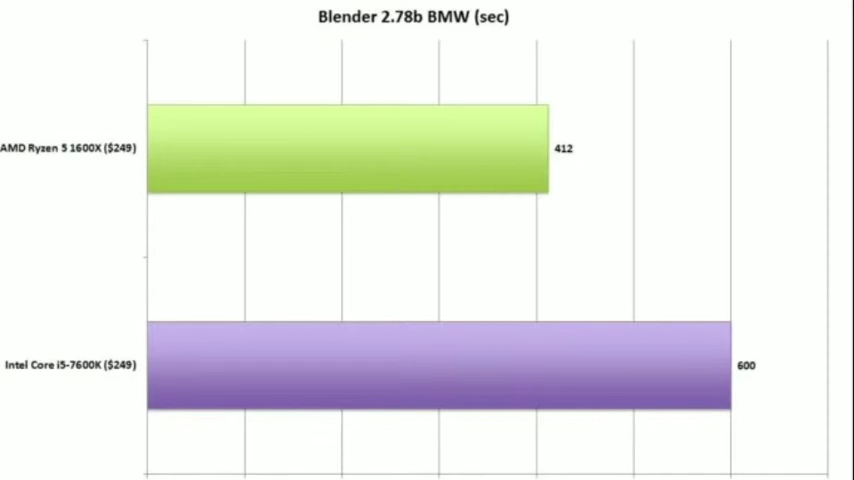 Blender 2.78b BMW (sec)
AMD Ryzen 5 1600X ($249)
412
Intel Core i5-7600K ($249)
600